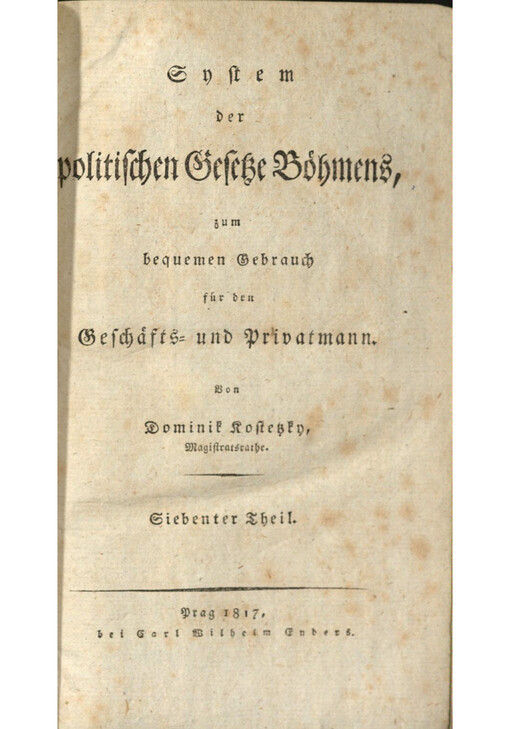 System
der
politischen Gesetze Böhmens,
zum
bequemen Gebrauch
für den
Geschäfts- und Privatmann.
Von
Dominik Kostetzky,
Magistratsrathe.
Siebenter Theil.
Prag 1817,
bei Carl Wilhelm Enders.